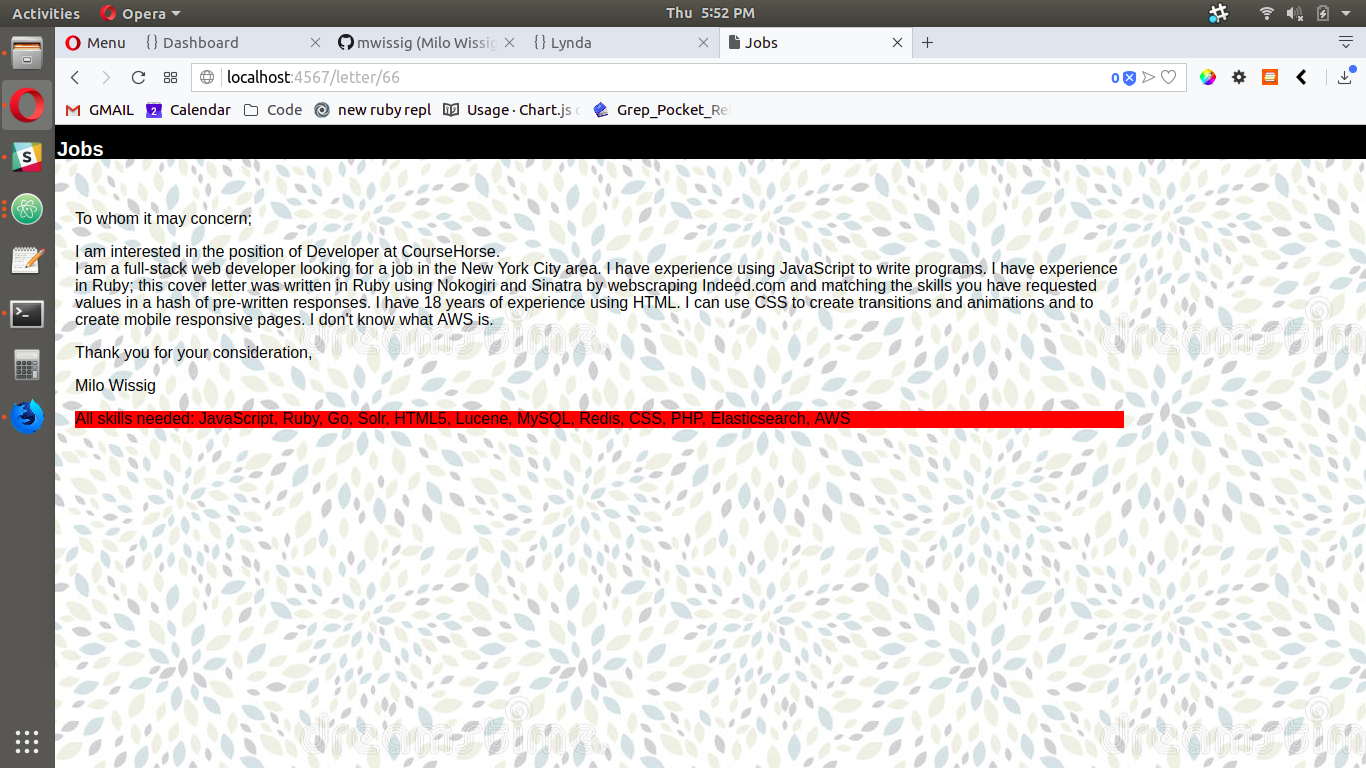 Activities Opera Thu 5:52 PM
Menu { } Dashboard mwissig (Milo Wissig { } Lynda Jobs
localhost:4567/letter/66 0
GMAIL 2 Calendar Code new ruby repl Usage · Chart.js Grep_Pocket_Re
Jobs
To whom it may concern;
I am interested in the position of Developer at CourseHorse.
I am a full-stack web developer looking for a job in the New York City area. I have experience using JavaScript to write programs. I have experience
in Ruby; this cover letter was written in Ruby using Nokogiri and Sinatra by webscraping Indeed.com and matching the skills you have requested
values in a hash of pre-written responses. I have 18 years of experience using HTML. I can use CSS to create transitions and animations and to
create mobile responsive pages. I don't know what AWS is.
dreamstime
dreamstime
Thank you for your consideration,
Milo Wissig
All skills needed: JavaScript, Ruby, Go, Solr, HTML5, Lucene, MySQL, Redis, CSS, PHP, Elasticsearch, AWS
dreamstime
dreamstime